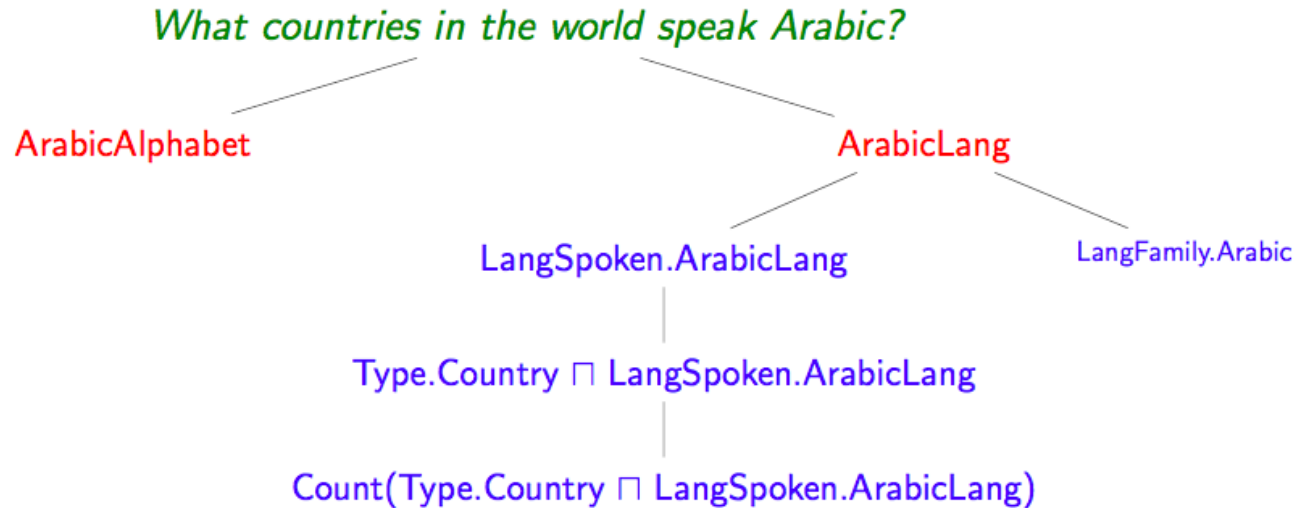 What countries in the world speak Arabic?
ArabicAlphabet
ArabicLang
LangSpoken.ArabicLang
LangFamily.Arabic
Type.Country ⊓ LangSpoken.ArabicLang
Count(Type.Country ⊓ LangSpoken.ArabicLang)